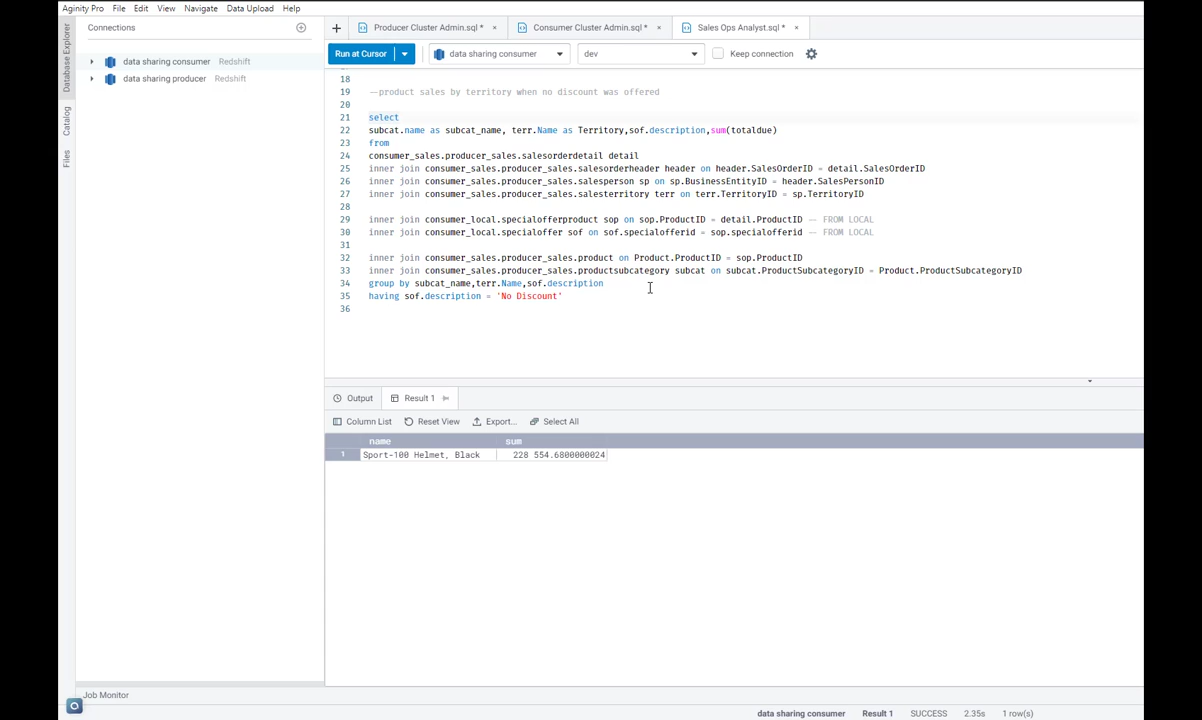 Aginity Pro File Edit View Navigate Data Upload Help
Connections
Producer Cluster Admin.sql * ×
Consumer Cluster Admin.sql * ×
Sales Ops Analyst.sql * ×
Database Explorer
Catalog
Files
data sharing consumer Redshift
data sharing producer Redshift
Run at Cursor
data sharing consumer
dev
Keep connection
18
19 --product sales by territory when no discount was offered
20
21 select
22 subcat.name as subcat_name, terr.Name as Territory,sof.description,sum(totaldue)
23 from
24 consumer_sales.producer_sales.salesorderdetail detail
25 inner join consumer_sales.producer_sales.salesorderheader header on header.SalesOrderID = detail.SalesOrderID
26 inner join consumer_sales.producer_sales.salesperson sp on sp.BusinessEntityID = header.SalesPersonID
27 inner join consumer_sales.producer_sales.salesterritory terr on terr.TerritoryID = sp.TerritoryID
28
29 inner join consumer_local.specialofferproduct sop on sop.ProductID = detail.ProductID -- FROM LOCAL
30 inner join consumer_local.specialoffer sof on sof.specialofferid = sop.specialofferid -- FROM LOCAL
31
32 inner join consumer_sales.producer_sales.product on Product.ProductID = sop.ProductID
33 inner join consumer_sales.producer_sales.productsubcategory subcat on subcat.ProductSubcategoryID = Product.ProductSubcategoryID
34 group by subcat_name,terr.Name,sof.description
35 having sof.description = 'No Discount'
36
Output
Result 1
Column List Reset View Export... Select All
name sum
1 Sport-100 Helmet, Black 228 554.6800000024
Job Monitor
data sharing consumer Result 1 SUCCESS 2.35s 1 row(s)